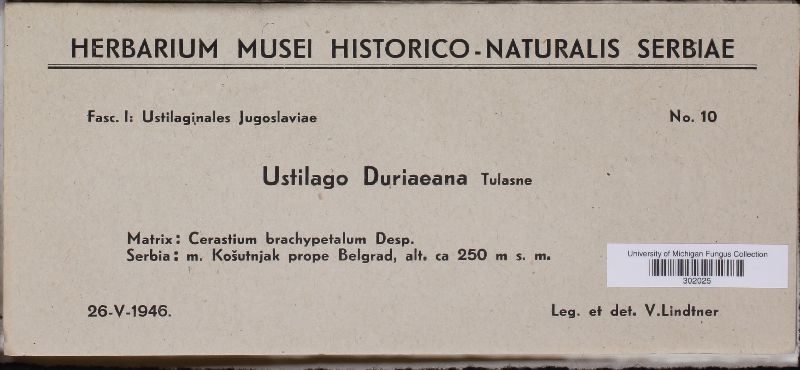 HERBARIUM MUSEI HISTORICO-NATURALIS SERBIAE
Fasc. I: Ustilaginales Jugoslaviae No. 10
Ustilago Duriaeana Tulasne
Matrix: Cerastium brachypetalum Desp.
Serbia: m. Košutnjak prope Belgrad, alt. ca 250 m s. m.
University of Michigan Fungus Collection
302025
26-V-1946. Leg. et det. V.Lindtner